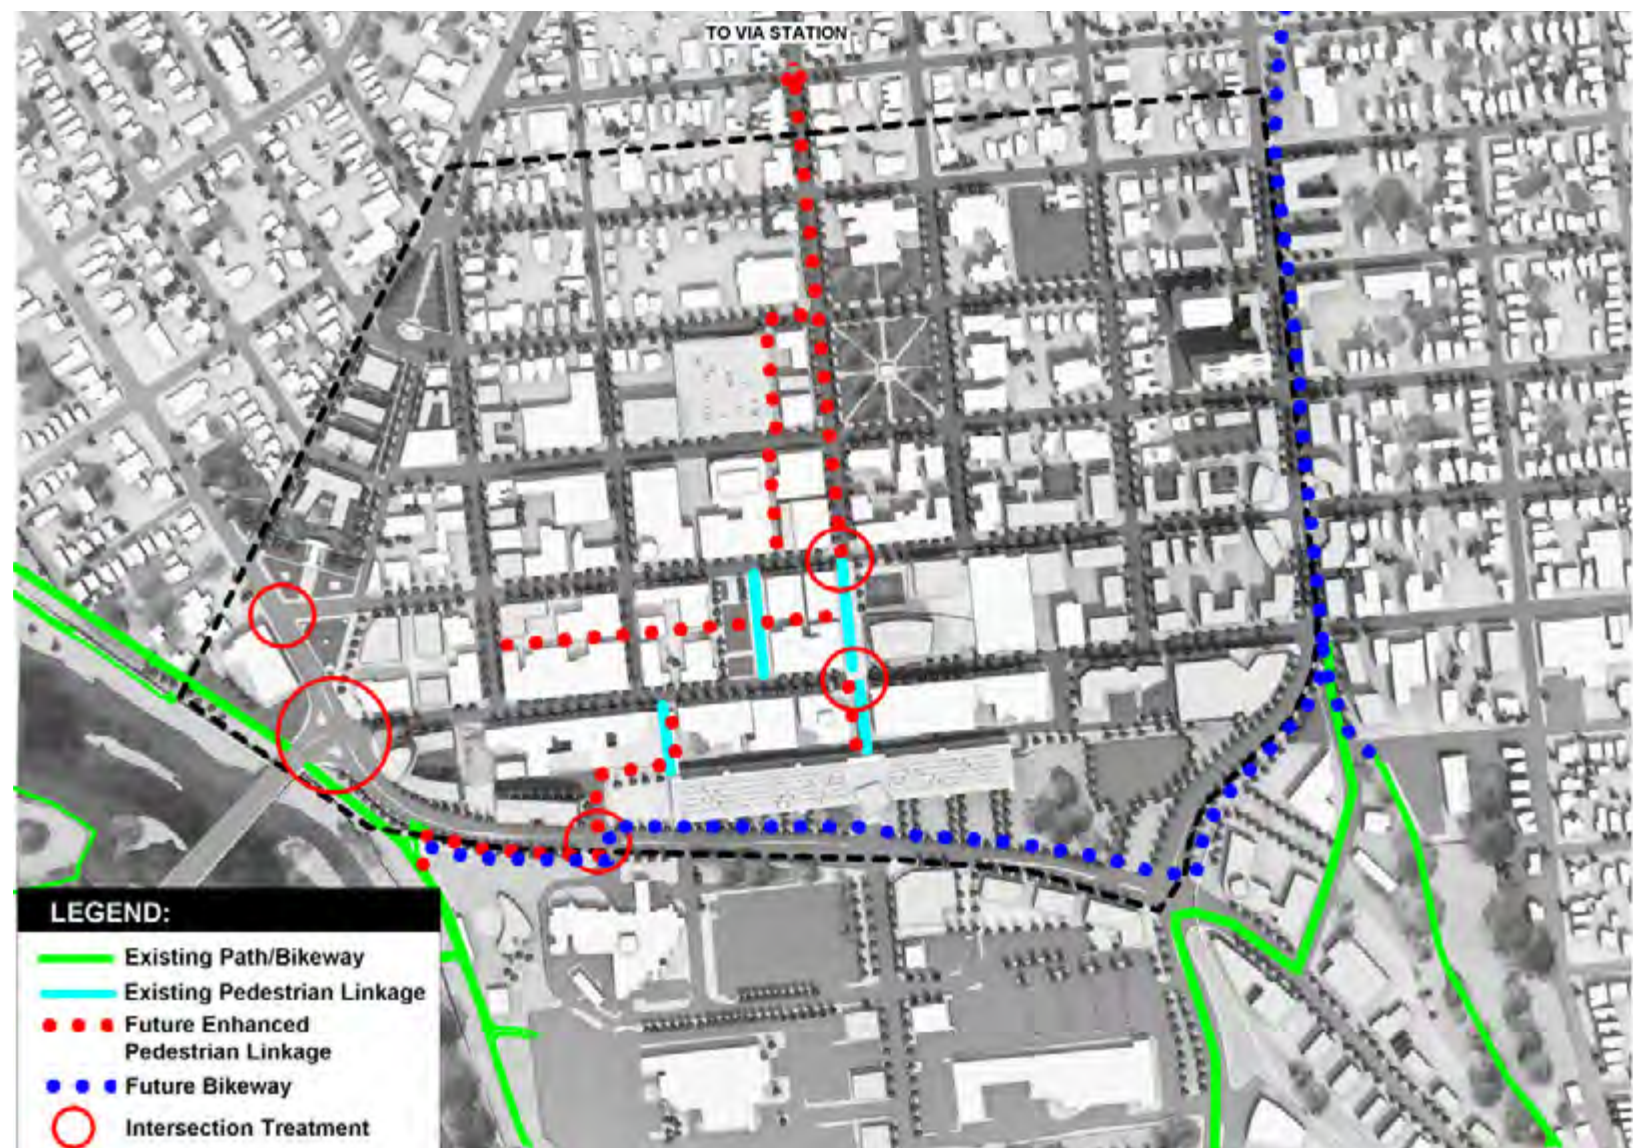 TO VIA STATION
LEGEND:
Existing Path/Bikeway
Existing Pedestrian Linkage
Future Enhanced
Pedestrian Linkage
Future Bikeway
Intersection Treatment